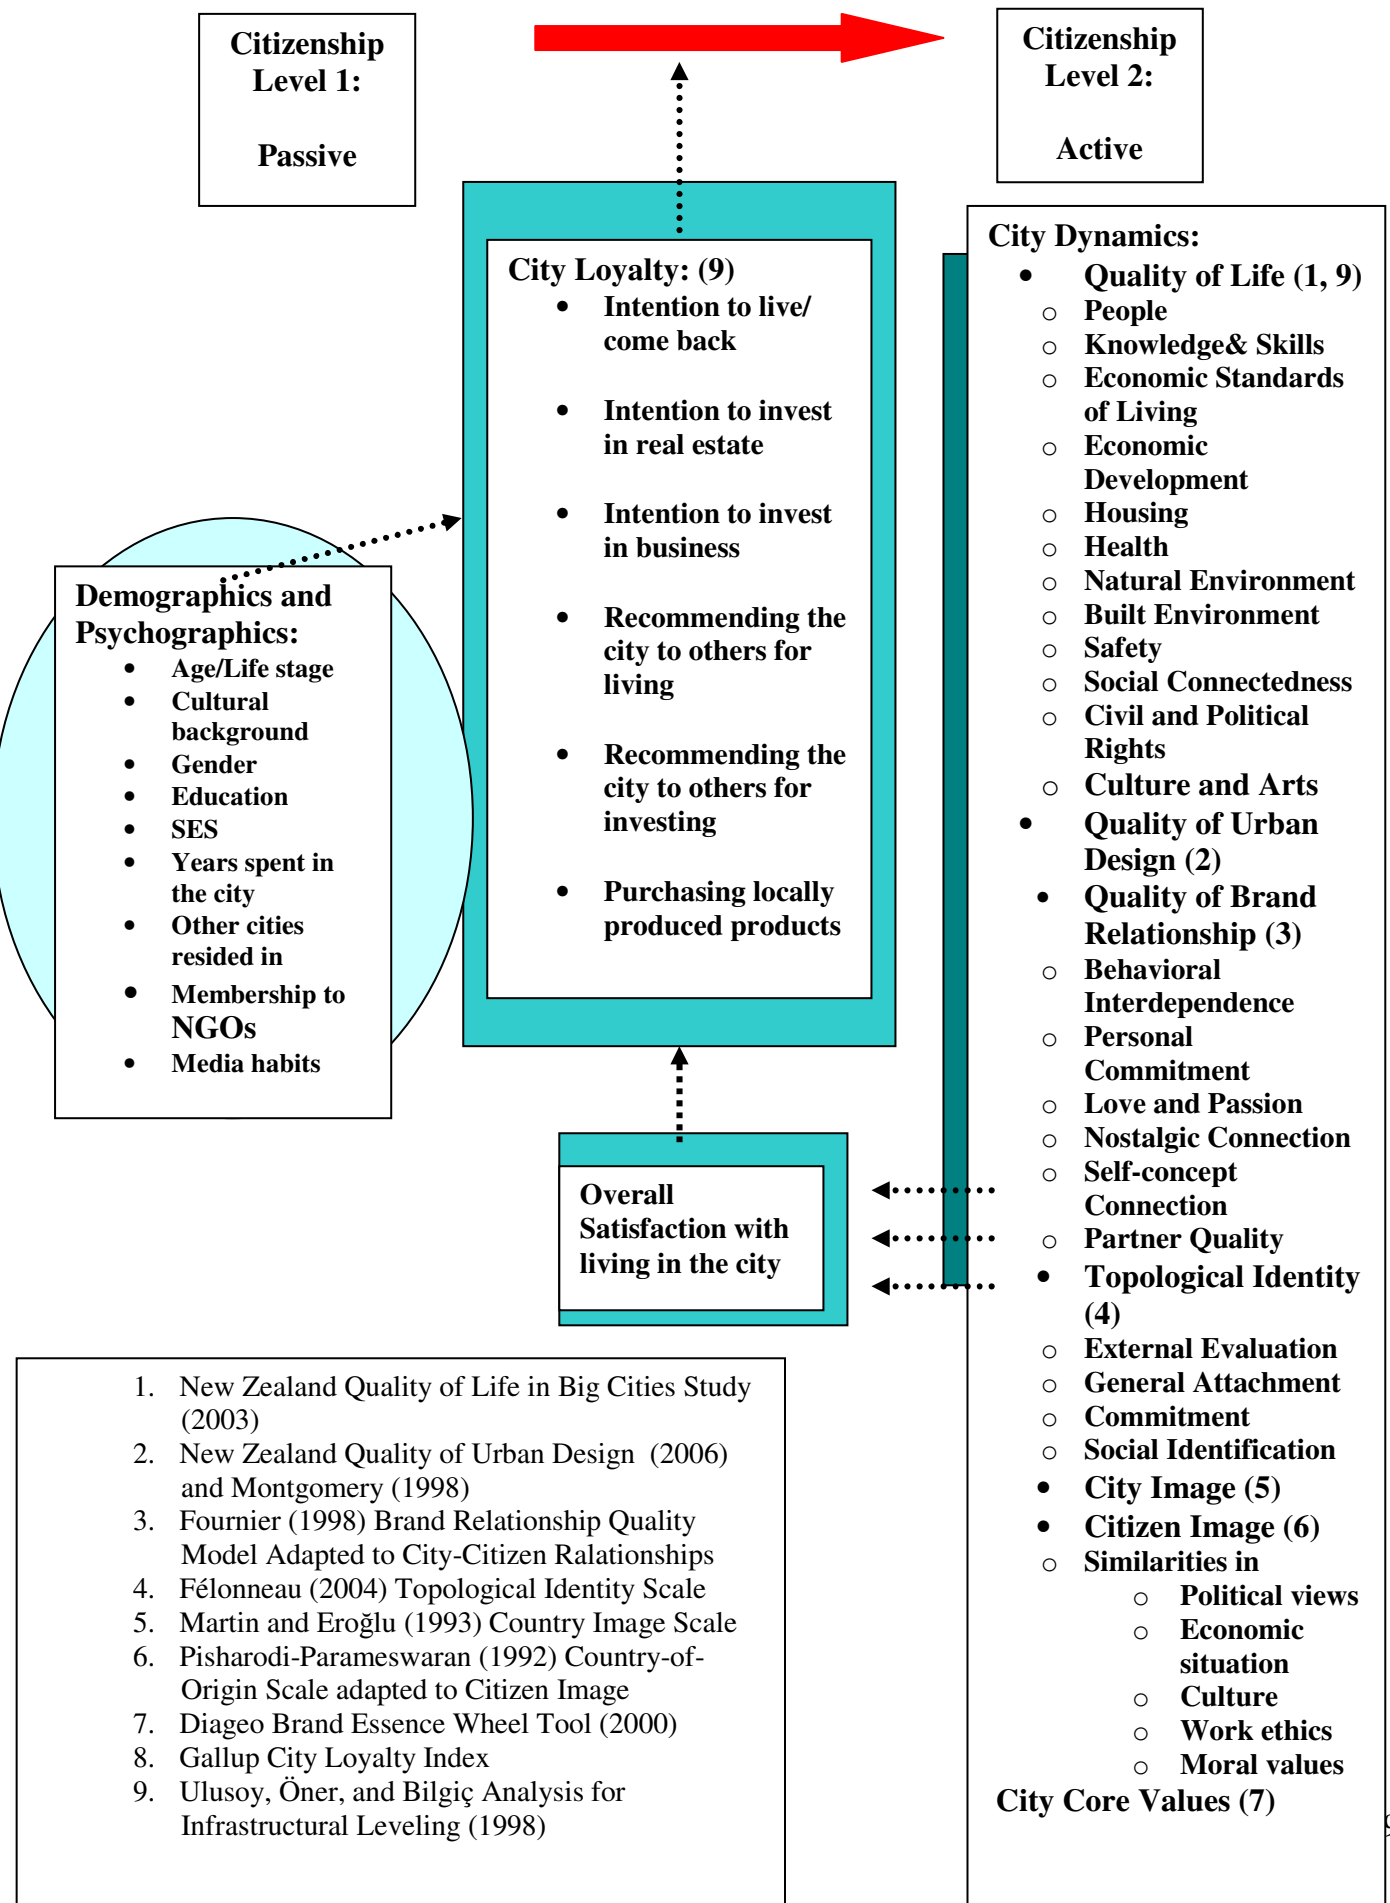 Citizenship
Level 1:
Passive
Citizenship
Level 2:
Active
City Loyalty: (9)
• Intention to live/
come back
• Intention to invest
in real estate
• Intention to invest
in business
• Recommending the
city to others for
living
• Recommending the
city to others for
investing
• Purchasing locally
produced products
Demographics and
Psychographics:
• Age/Life stage
• Cultural
background
• Gender
• Education
• SES
• Years spent in
the city
• Other cities
resided in
• Membership to
NGOs
• Media habits
Overall
Satisfaction with
living in the city
City Dynamics:
• Quality of Life (1, 9)
o People
o Knowledge& Skills
o Economic Standards
of Living
o Economic
Development
o Housing
o Health
o Natural Environment
o Built Environment
o Safety
o Social Connectedness
o Civil and Political
Rights
o Culture and Arts
• Quality of Urban
Design (2)
• Quality of Brand
Relationship (3)
o Behavioral
Interdependence
o Personal
Commitment
o Love and Passion
o Nostalgic Connection
o Self-concept
Connection
o Partner Quality
• Topological Identity
(4)
o External Evaluation
o General Attachment
o Commitment
o Social Identification
• City Image (5)
• Citizen Image (6)
o Similarities in
o Political views
o Economic
situation
o Culture
o Work ethics
o Moral values
City Core Values (7)
1. New Zealand Quality of Life in Big Cities Study
(2003)
2. New Zealand Quality of Urban Design (2006)
and Montgomery (1998)
3. Fournier (1998) Brand Relationship Quality
Model Adapted to City-Citizen Ralationships
4. Félonneau (2004) Topological Identity Scale
5. Martin and Eroğlu (1993) Country Image Scale
6. Pisharodi-Parameswaran (1992) Country-of-
Origin Scale adapted to Citizen Image
7. Diageo Brand Essence Wheel Tool (2000)
8. Gallup City Loyalty Index
9. Ulusoy, Öner, and Bilgiç Analysis for
Infrastructural Leveling (1998)